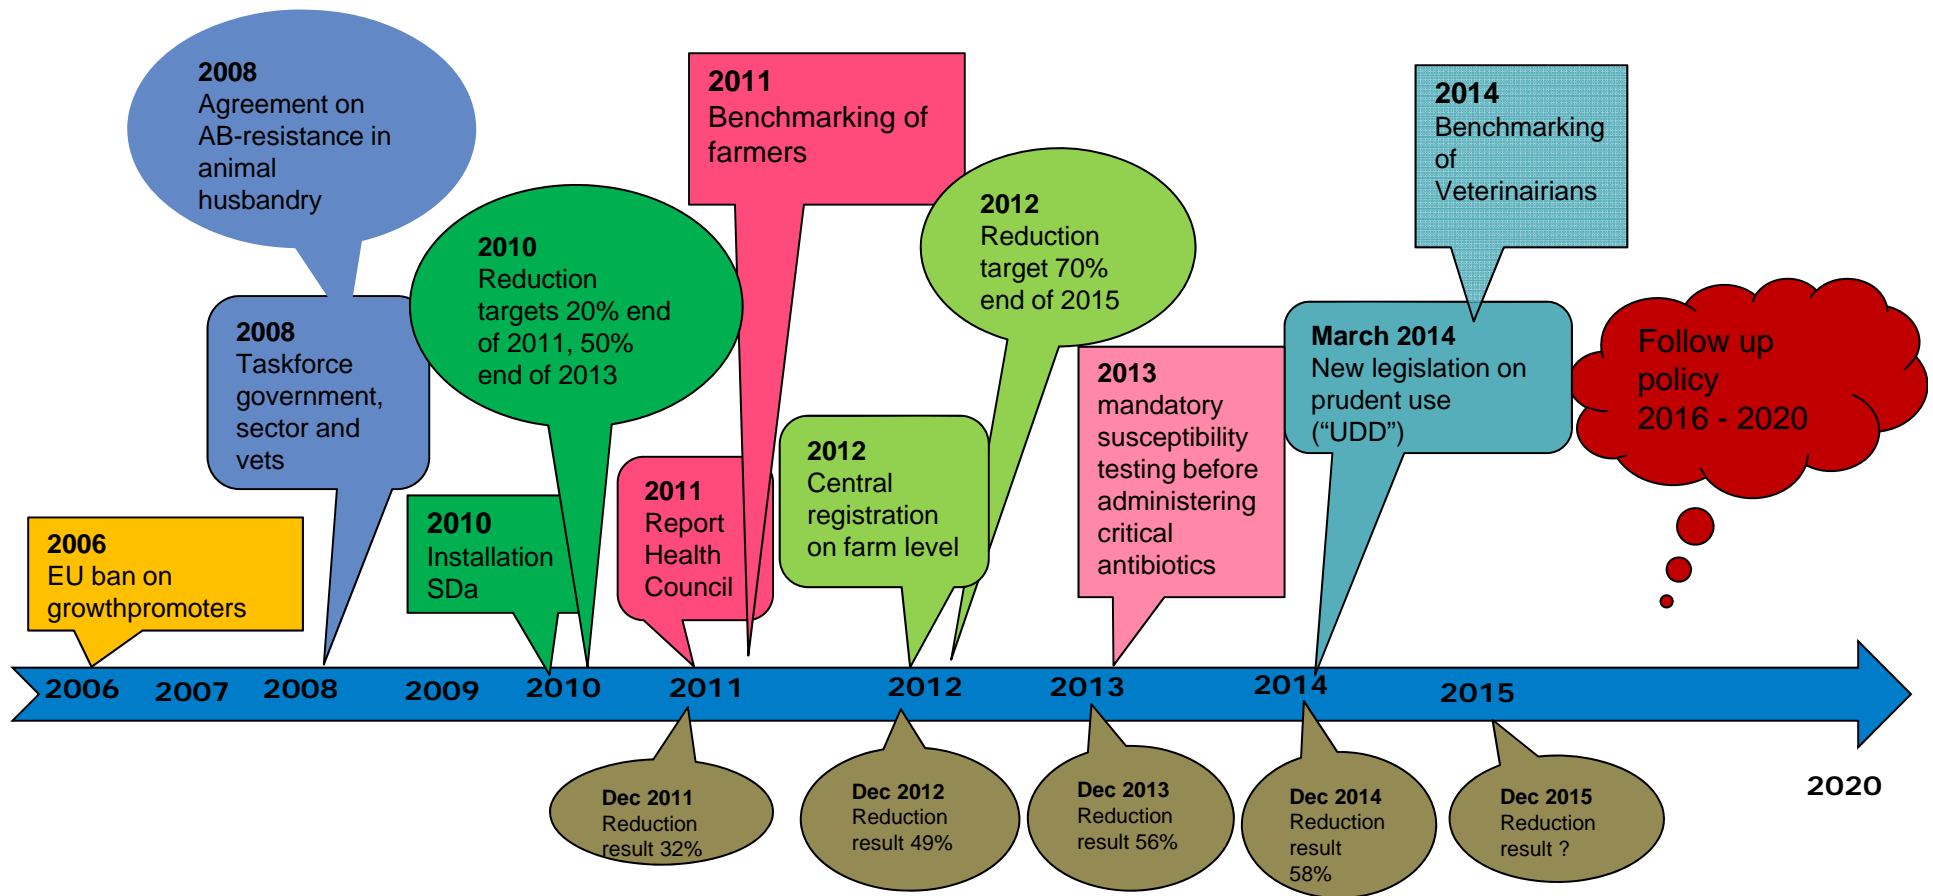 2008
Agreement on
AB-resistance in
animal
husbandry
2008
Taskforce
government,
sector and
vets
2006
EU ban on
growthpromoters
2010
Reduction
targets 20% end
of 2011, 50%
end of 2013
2010
Installation
SDa
2011
Benchmarking of
farmers
2011
Report
Health
Council
2012
Reduction
target 70%
end of 2015
2012
Central
registration
on farm level
2013
mandatory
susceptibility
testing before
administering
critical
antibiotics
2014
Benchmarking
of
Veterinairians
March 2014
New legislation on
prudent use
(“UDD”)
Follow up
policy
2016 - 2020
2006
2007
2008
2009
2010
2011
2012
2013
2014
2015
2020
Dec 2011
Reduction
result 32%
Dec 2012
Reduction
result 49%
Dec 2013
Reduction
result 56%
Dec 2014
Reduction
result
58%
Dec 2015
Reduction
result ?